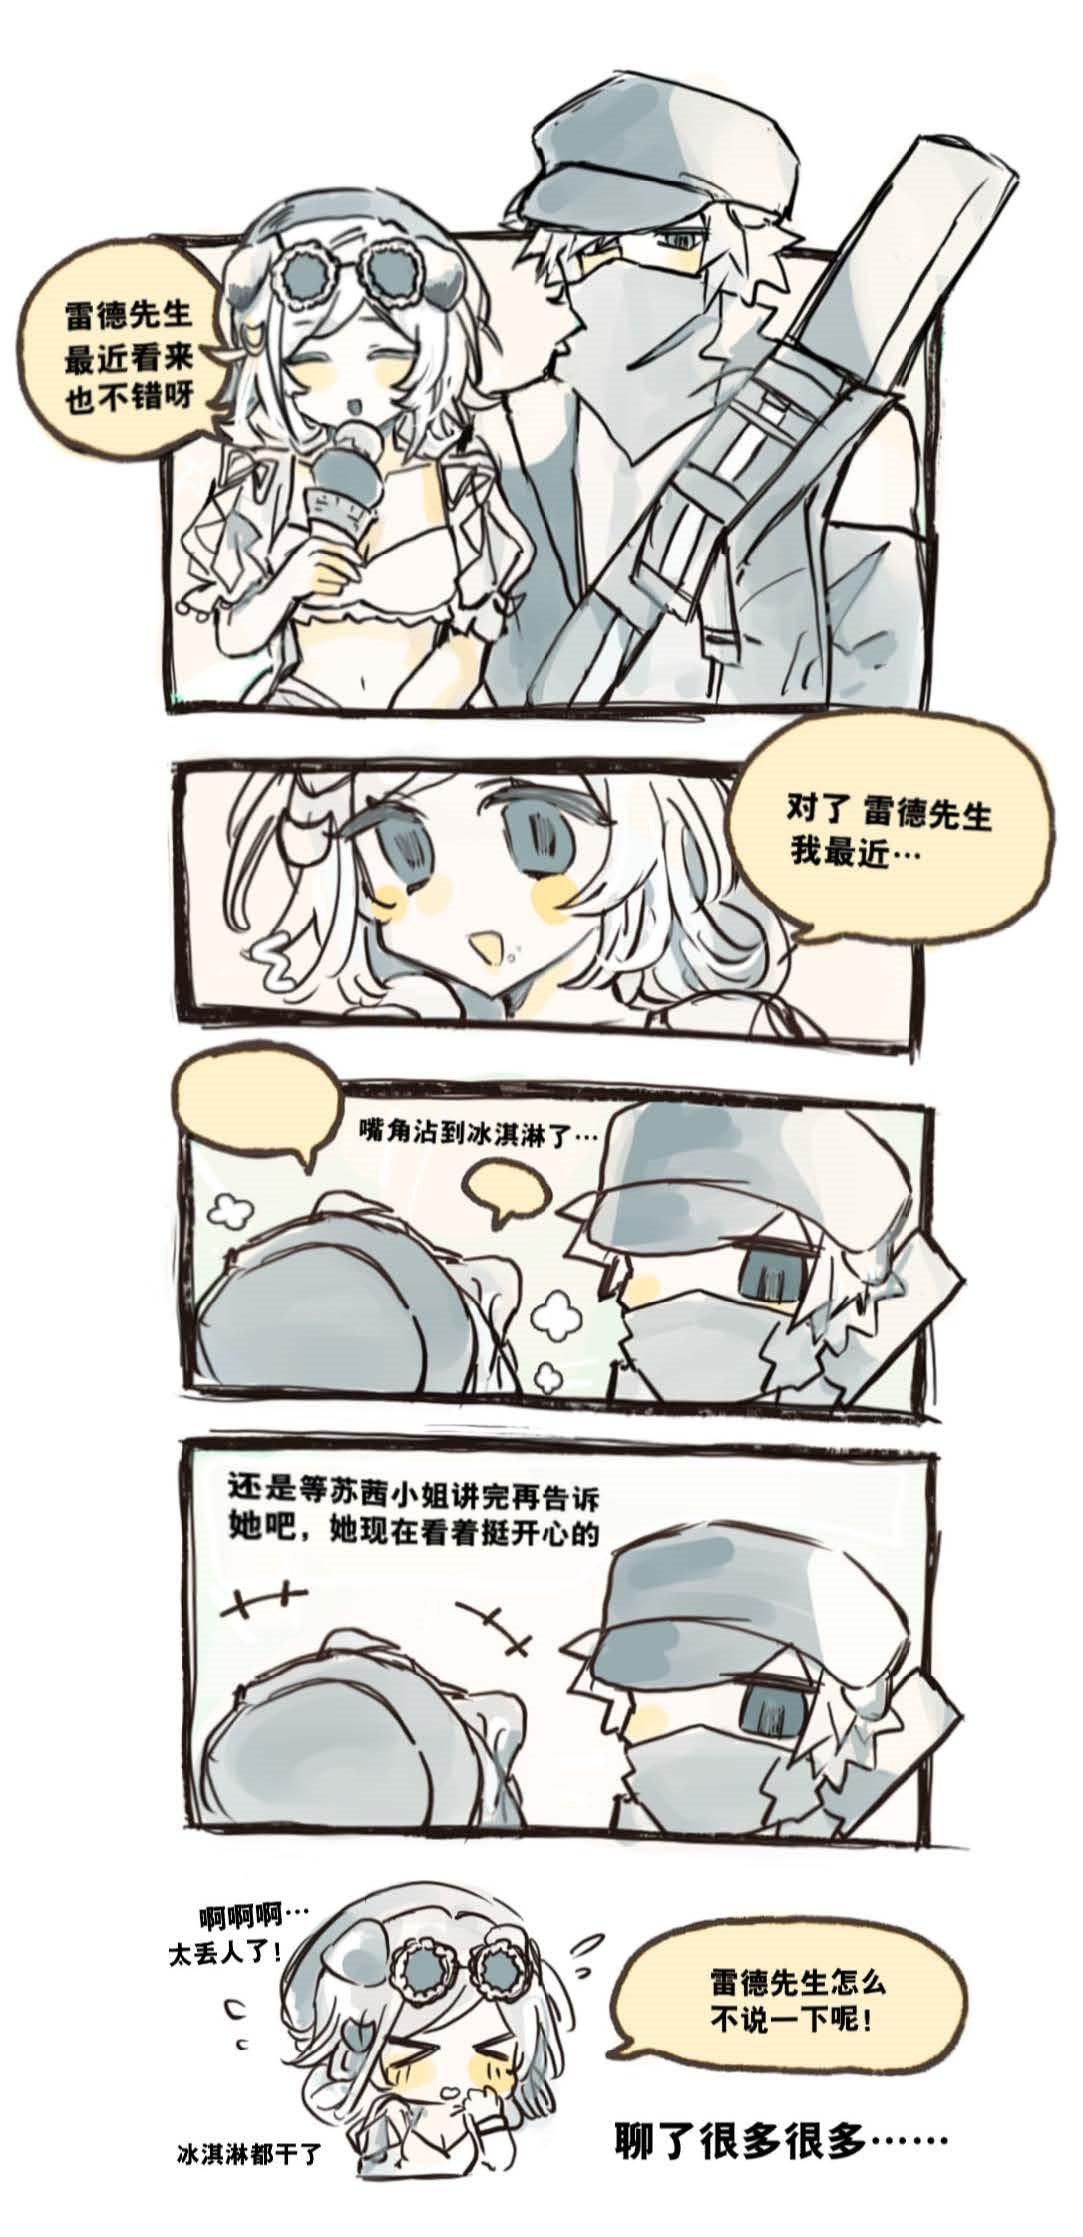 雷德先生
最近看来
也不错呀
对了 雷德先生
我最近…
嘴角沾到冰淇淋了…
还是等苏茜小姐讲完再告诉
她吧，她现在看着挺开心的
啊啊啊…
太丢人了！
雷德先生怎么
不说一下呢！
冰淇淋都干了
聊了很多很多……